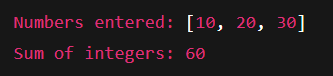 Numbers entered: [10, 20, 30]
Sum of integers: 60